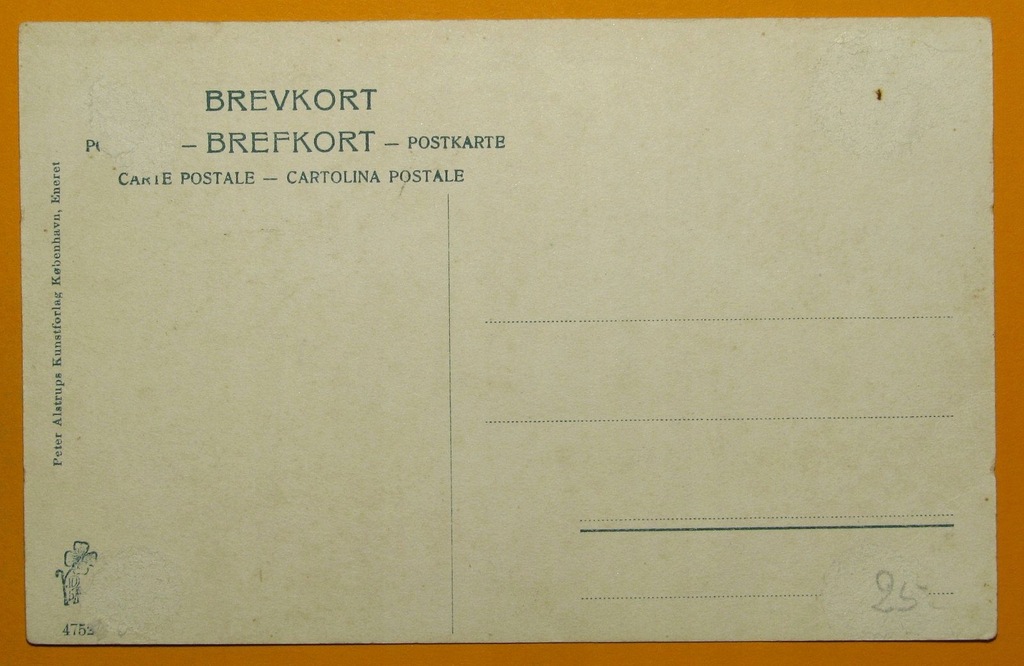 BREVKORT
— BREFKORT — POSTKARTE
CARTE POSTALE — CARTOLINA POSTALE
Peter Alstrups Kunstforlag København, Eneret
25-